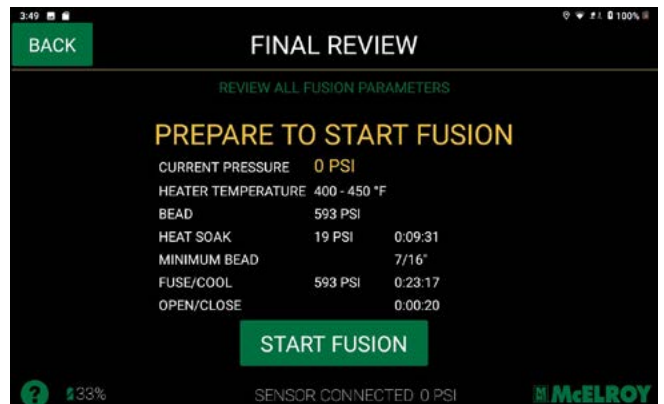 3:49 100%
BACK FINAL REVIEW
REVIEW ALL FUSION PARAMETERS
PREPARE TO START FUSION
CURRENT PRESSURE 0 PSI
HEATER TEMPERATURE 400 - 450 °F
BEAD 593 PSI
HEAT SOAK 19 PSI 0:09:31
MINIMUM BEAD 7/16"
FUSE/COOL 593 PSI 0:23:17
OPEN/CLOSE 0:00:20
START FUSION
? 33% SENSOR CONNECTED 0 PSI McELROY